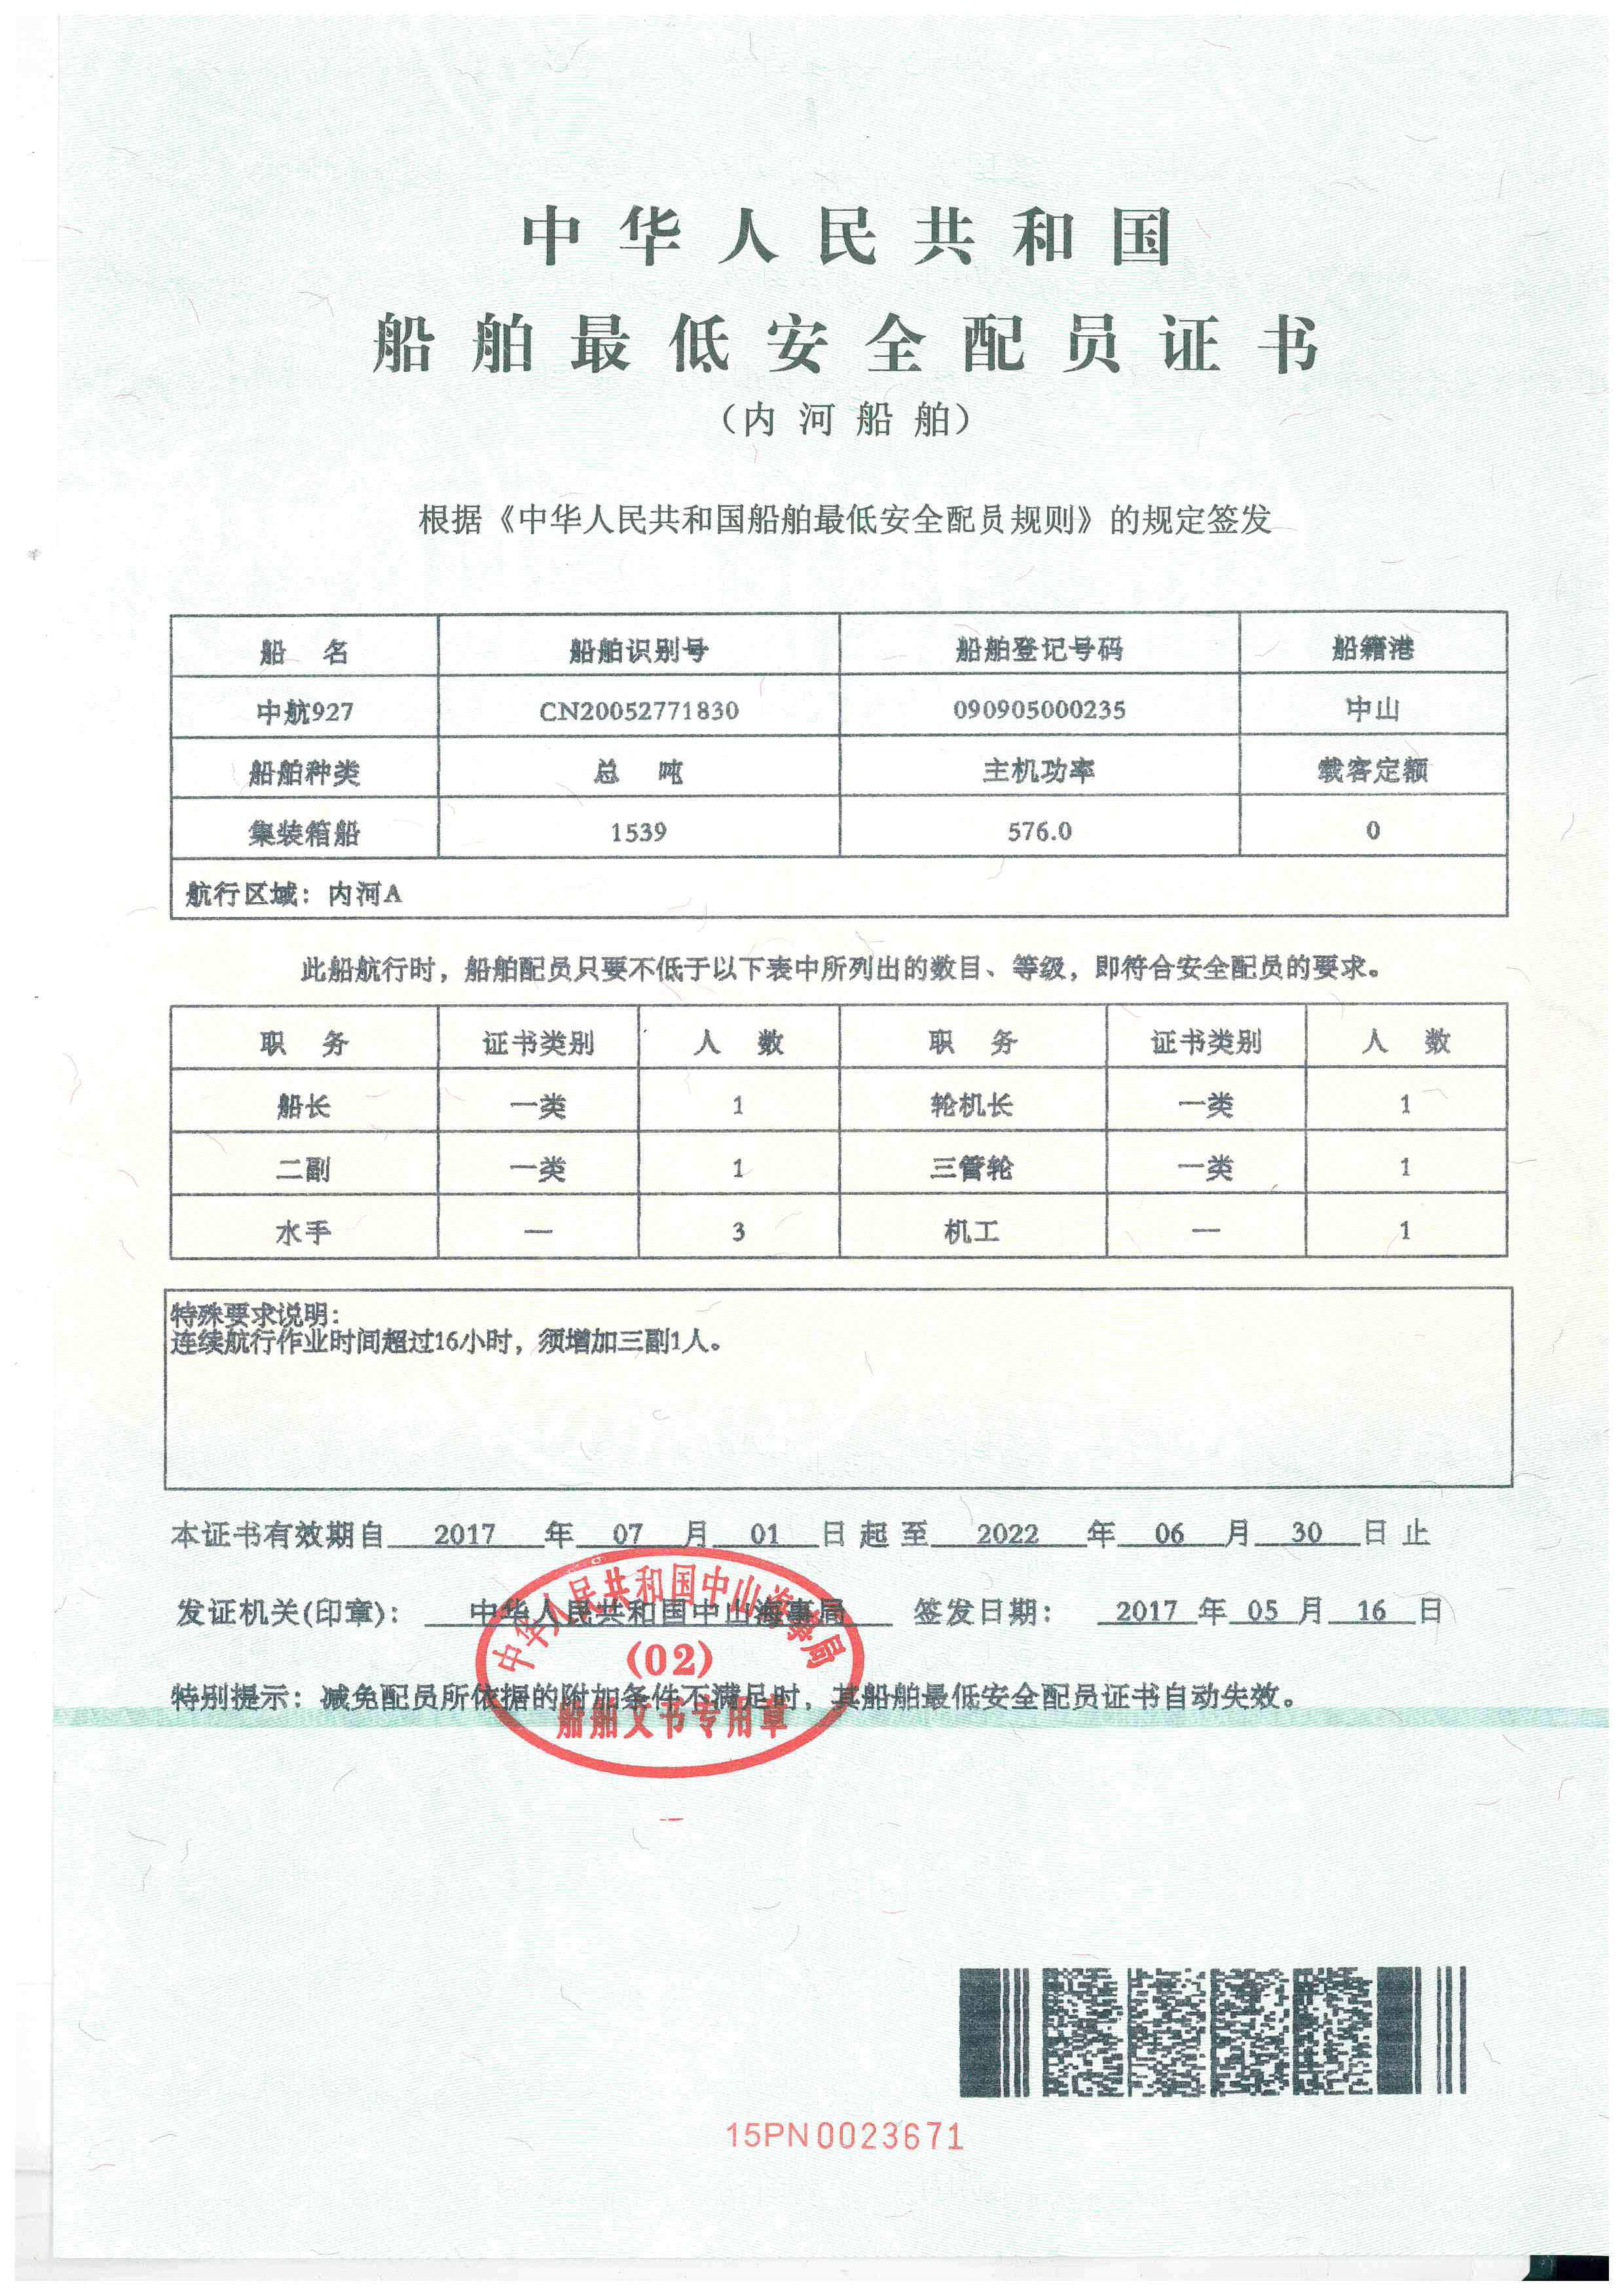 中华人民共和国
船舶最低安全配员证书
（内河船舶）
根据《中华人民共和国船舶最低安全配员规则》的规定签发
船 名 船舶识别号 船舶登记号码 船籍港
中航927 CN20052771830 090905000235 中山
船舶种类 总 吨 主机功率 载客定额
集装箱船 1539 576.0 0
航行区域：内河A
此船航行时，船舶配员只要不低于以下表中所列出的数目、等级，即符合安全配员的要求。
职 务 证书类别 人 数 职 务 证书类别 人 数
船长 一类 1 轮机长 一类 1
二副 一类 1 三管轮 一类 1
水手 — 3 机工 — 1
特殊要求说明：
连续航行作业时间超过16小时，须增加三副1人。
本证书有效期自 2017 年 07 月 01 日起至 2022 年 06 月 30 日止
发证机关(印章)： 中华人民共和国中山海事局 签发日期： 2017 年 05 月 16 日
中华人民共和国中山海事局
(02)
船舶文书专用章
特别提示：减免配员所依据的附加条件不满足时，其船舶最低安全配员证书自动失效。
15PN0023671